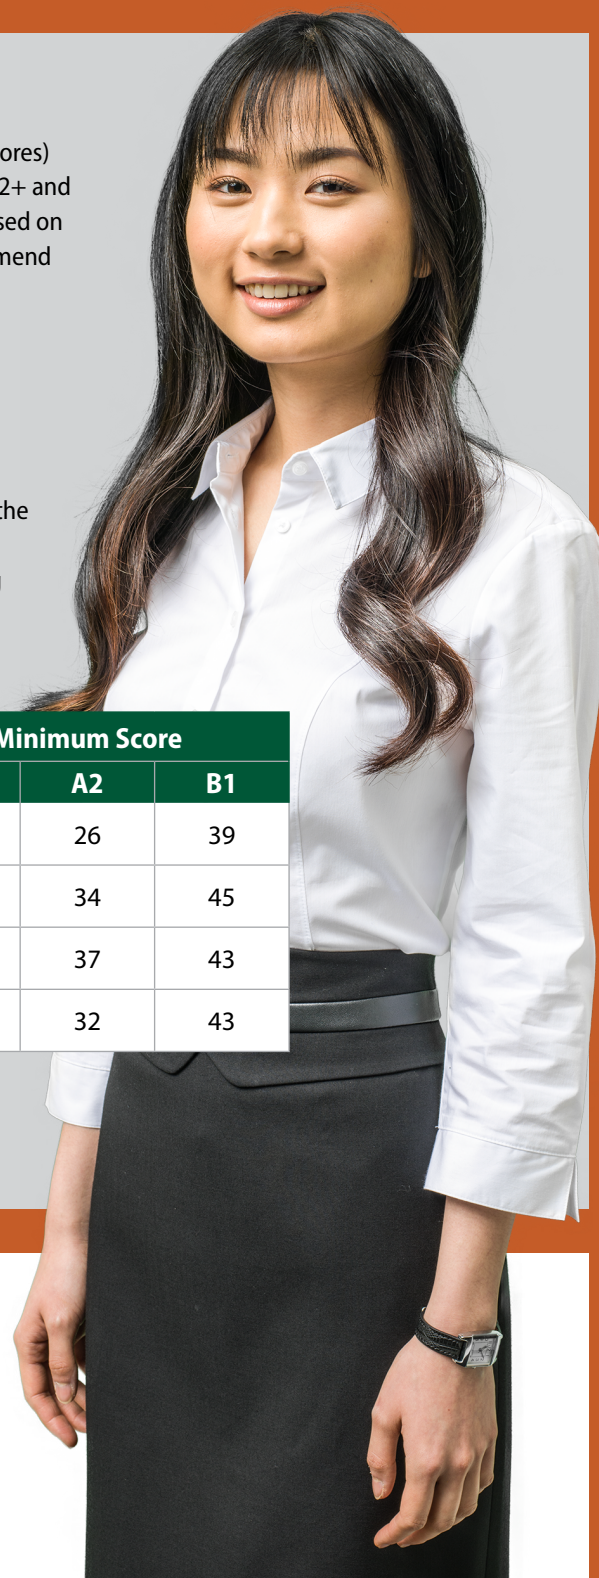 ores)
2+ and
sed on
mend
the
Minimum Score
A2 B1
26 39
34 45
37 43
32 43